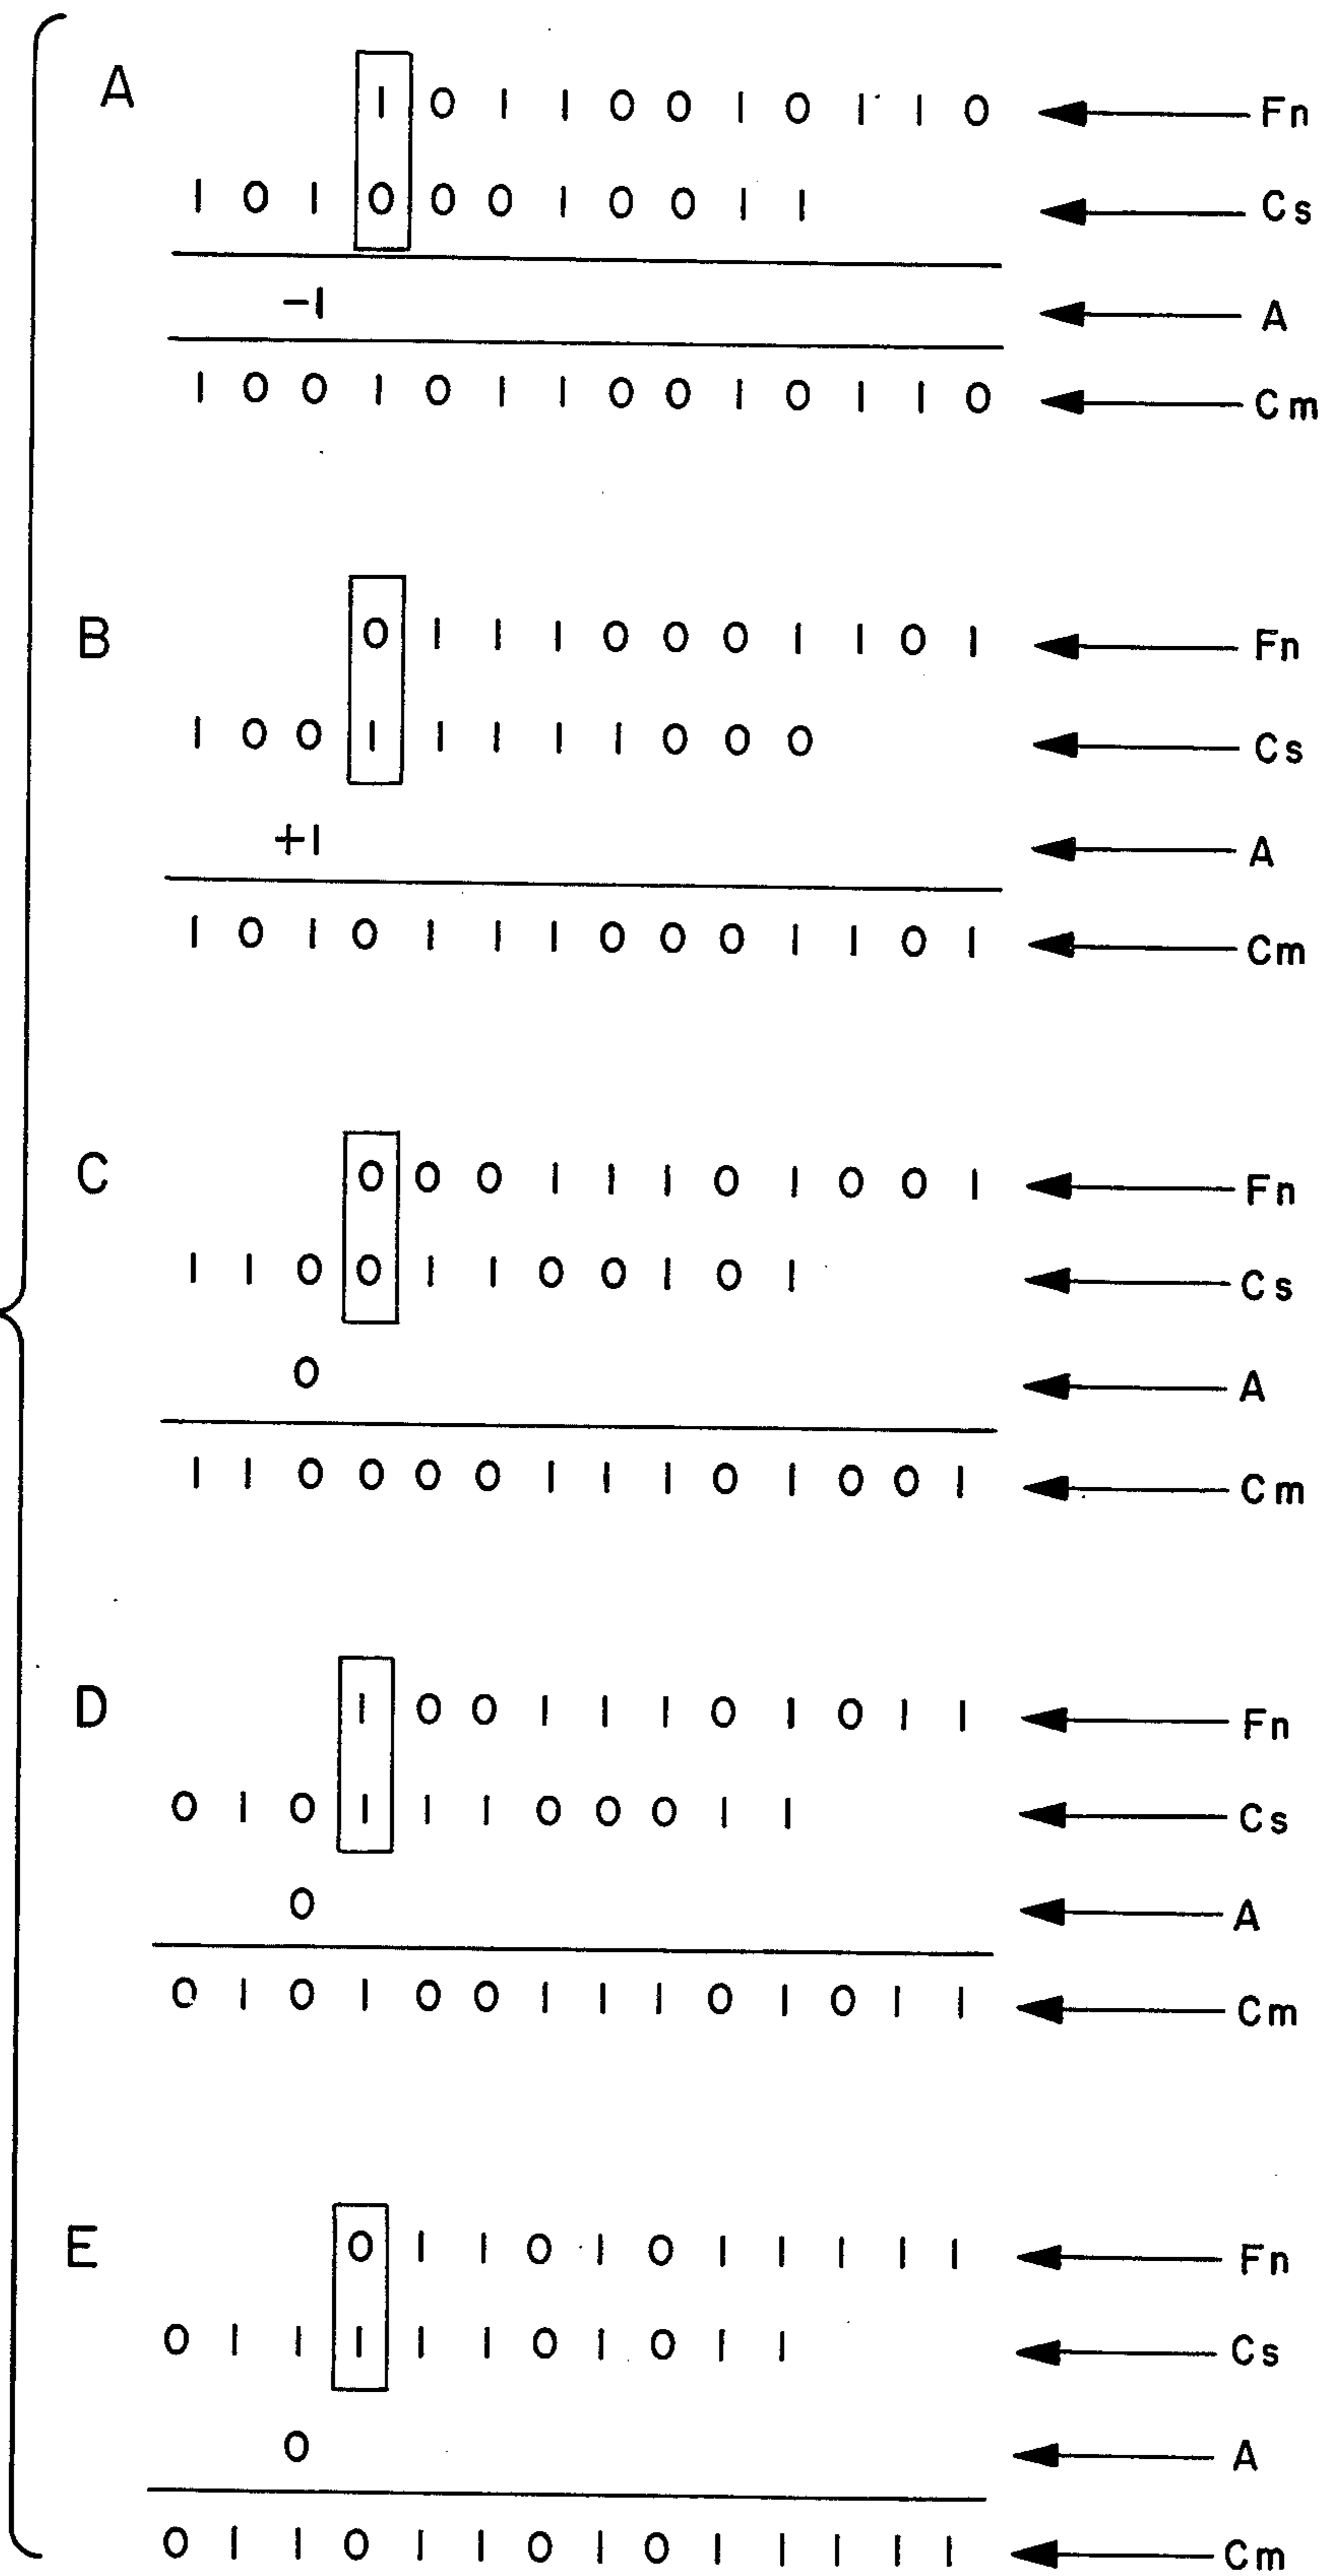 A 1 0 1 1 0 0 1 0 1 1 0 Fn
1 0 1 0 0 0 1 0 0 1 1 Cs
-1 A
1 0 0 1 0 1 1 0 0 1 0 1 1 0 Cm
B 0 1 1 1 0 0 0 1 1 0 1 Fn
1 0 0 1 1 1 1 1 0 0 0 Cs
+1 A
1 0 1 0 1 1 1 0 0 0 1 1 0 1 Cm
C 0 0 0 1 1 1 0 1 0 0 1 Fn
1 1 0 0 1 1 0 0 1 0 1 Cs
0 A
1 1 0 0 0 0 1 1 1 0 1 0 0 1 Cm
D 1 0 0 1 1 1 0 1 0 1 1 Fn
0 1 0 1 1 1 0 0 0 1 1 Cs
0 A
0 1 0 1 0 0 1 1 1 0 1 0 1 1 Cm
E 0 1 1 0 1 0 1 1 1 1 1 Fn
0 1 1 1 1 1 0 1 0 1 1 Cs
0 A
0 1 1 0 1 1 0 1 0 1 1 1 1 1 Cm